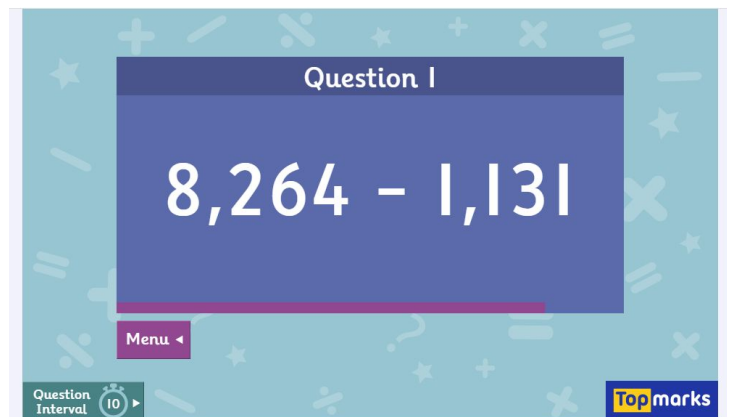 Question 1
8,264 – 1,131
Menu
Question
Interval
10
Topmarks